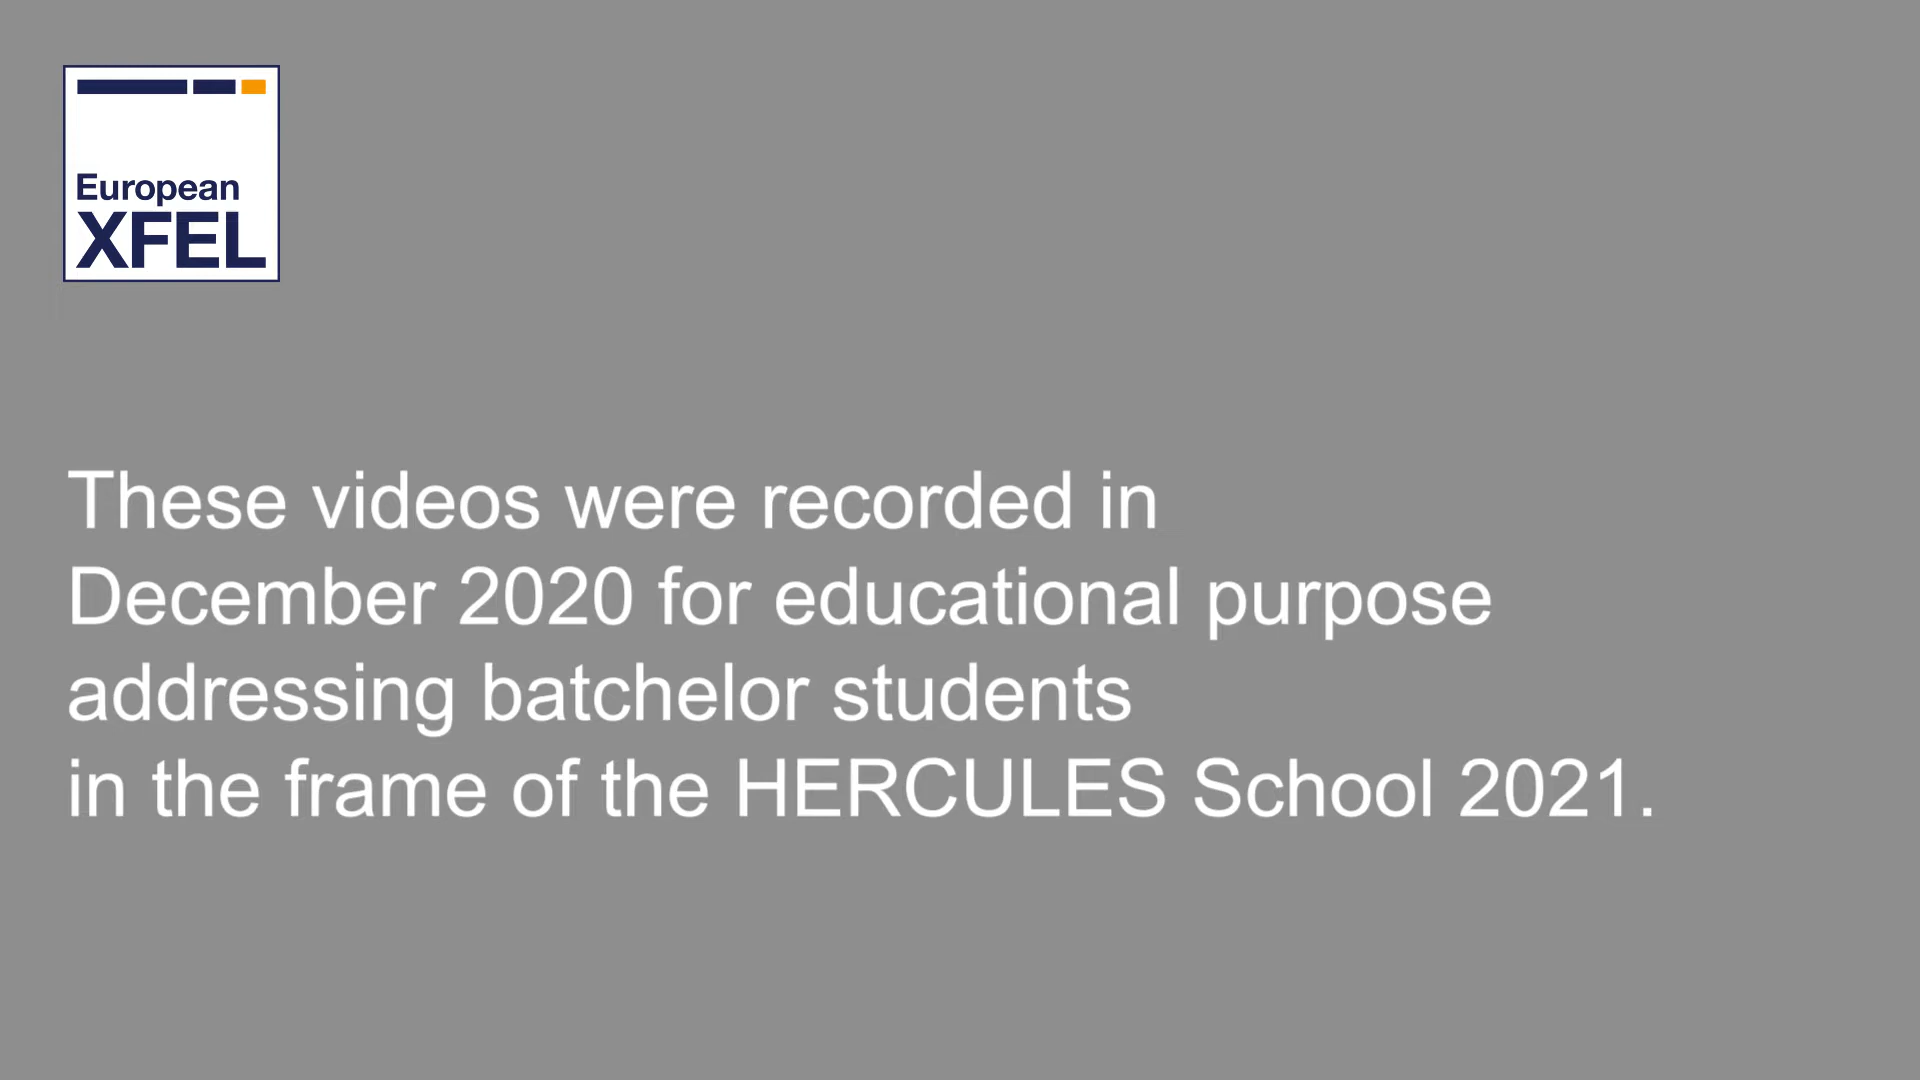 European
XFEL
These videos were recorded in
December 2020 for educational purpose
addressing batchelor students
in the frame of the HERCULES School 2021.